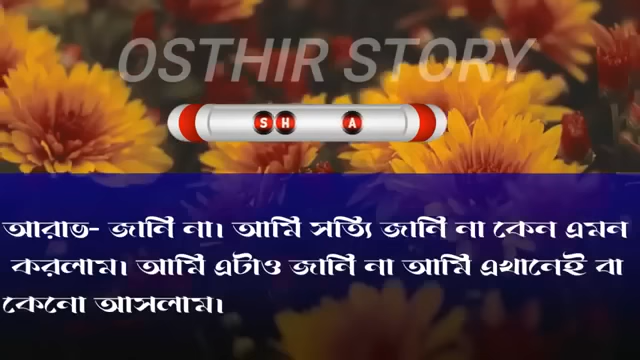 OSTHIR STORY
S H A
আরাভ- জানি না। আমি সত্যি জানি না কেন এমন
করলাম। আমি এটাও জানি না আমি এখানেই বা
কেনো আসলাম।